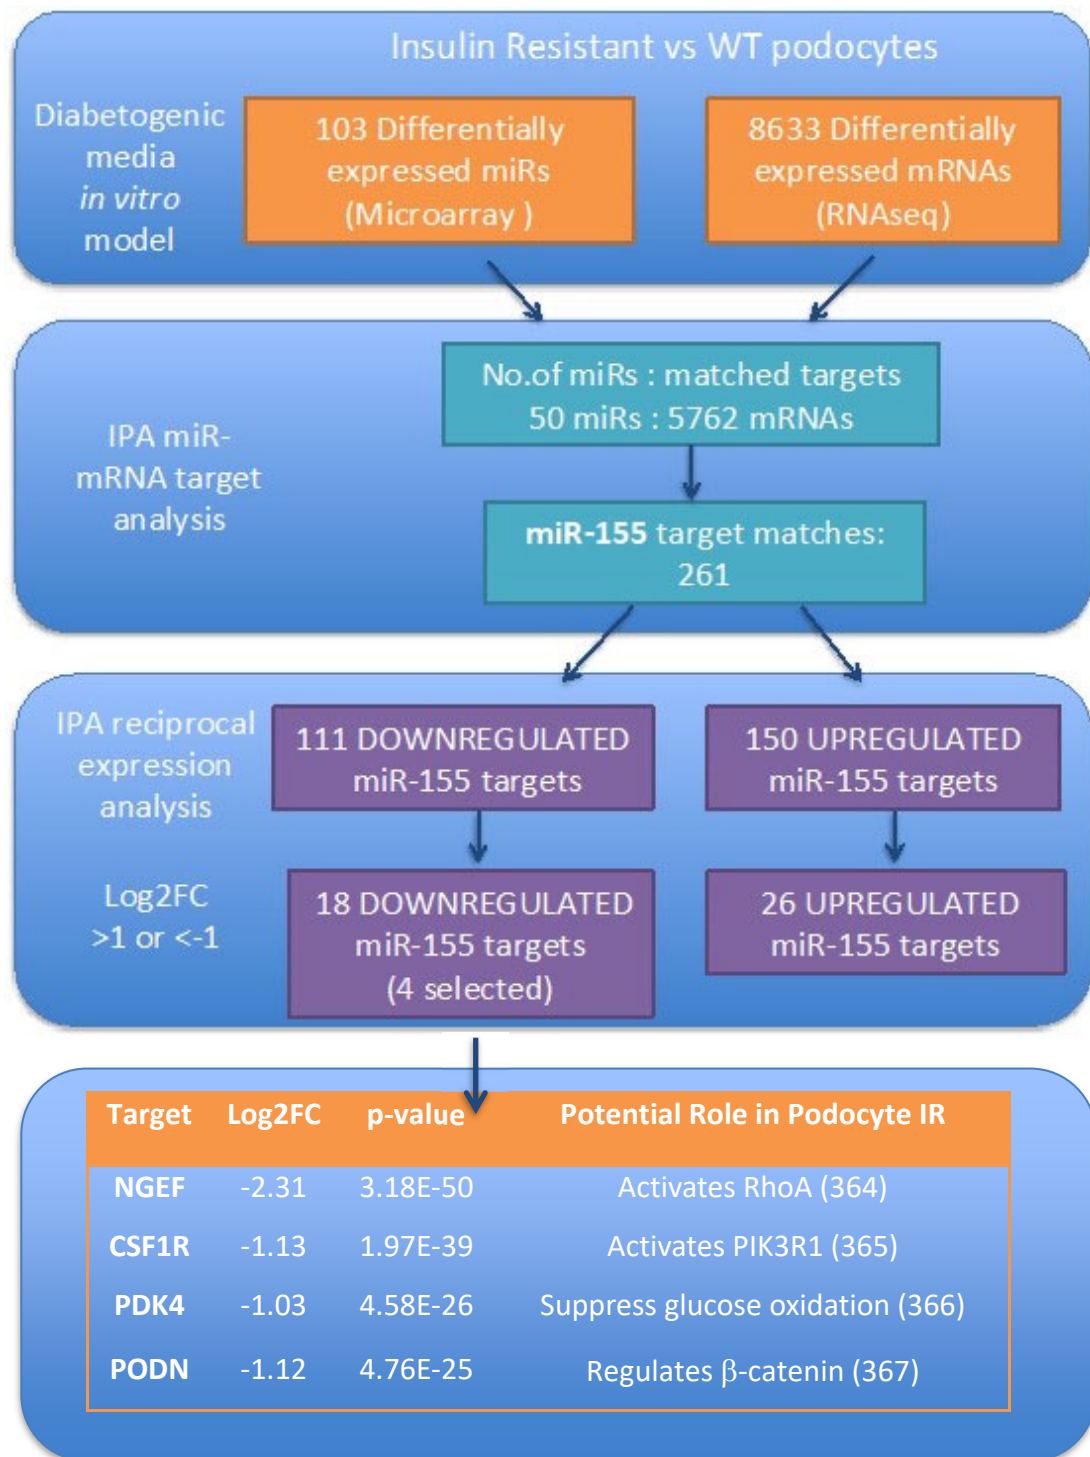 Insulin Resistant vs WT podocytes
Diabetogenic
media
in vitro
model
103 Differentially
expressed miRs
(Microarray )
8633 Differentially
expressed mRNAs
(RNAseq)
IPA miR-
mRNA target
analysis
No.of miRs : matched targets
50 miRs : 5762 mRNAs
miR-155 target matches:
261
IPA reciprocal
expression
analysis
111 DOWNREGULATED
miR-155 targets
150 UPREGULATED
miR-155 targets
Log2FC
>1 or <-1
18 DOWNREGULATED
miR-155 targets
(4 selected)
26 UPREGULATED
miR-155 targets
Target Log2FC p-value Potential Role in Podocyte IR
NGEF -2.31 3.18E-50 Activates RhoA (364)
CSF1R -1.13 1.97E-39 Activates PIK3R1 (365)
PDK4 -1.03 4.58E-26 Suppress glucose oxidation (366)
PODN -1.12 4.76E-25 Regulates β-catenin (367)